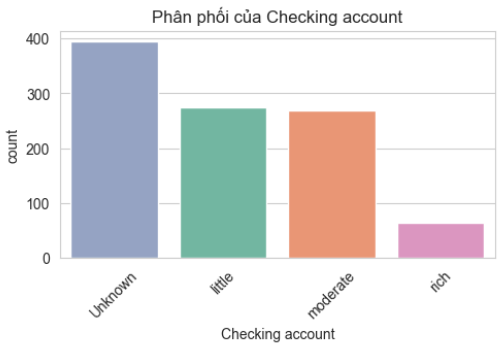 Phân phối của Checking account
count
400
300
200
100
0
Unknown
little
moderate
rich
Checking account